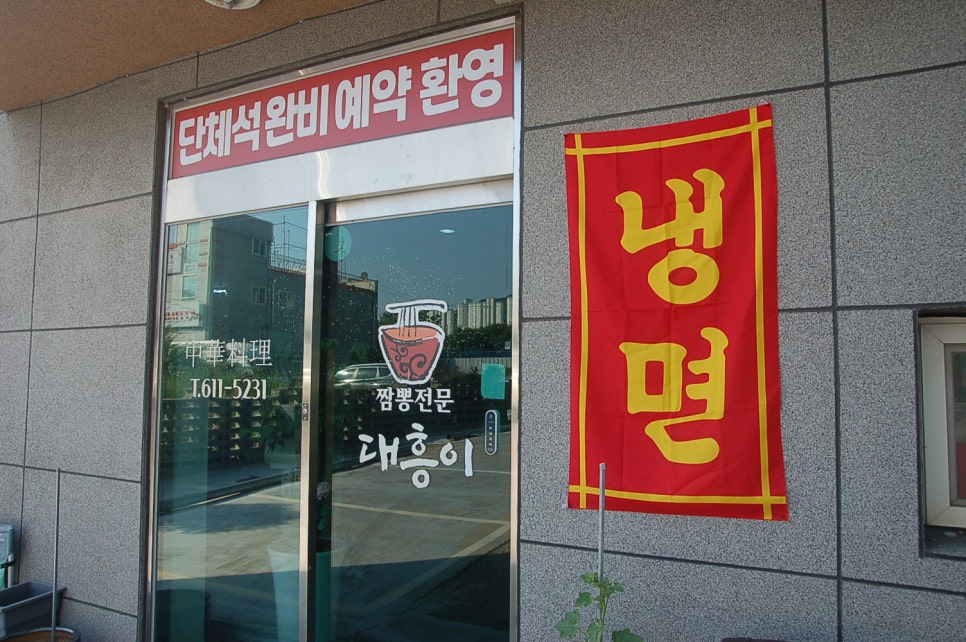 단체석 완비 예약 환영
中華料理
T.611-5231
짬뽕전문
대흥이
냉면